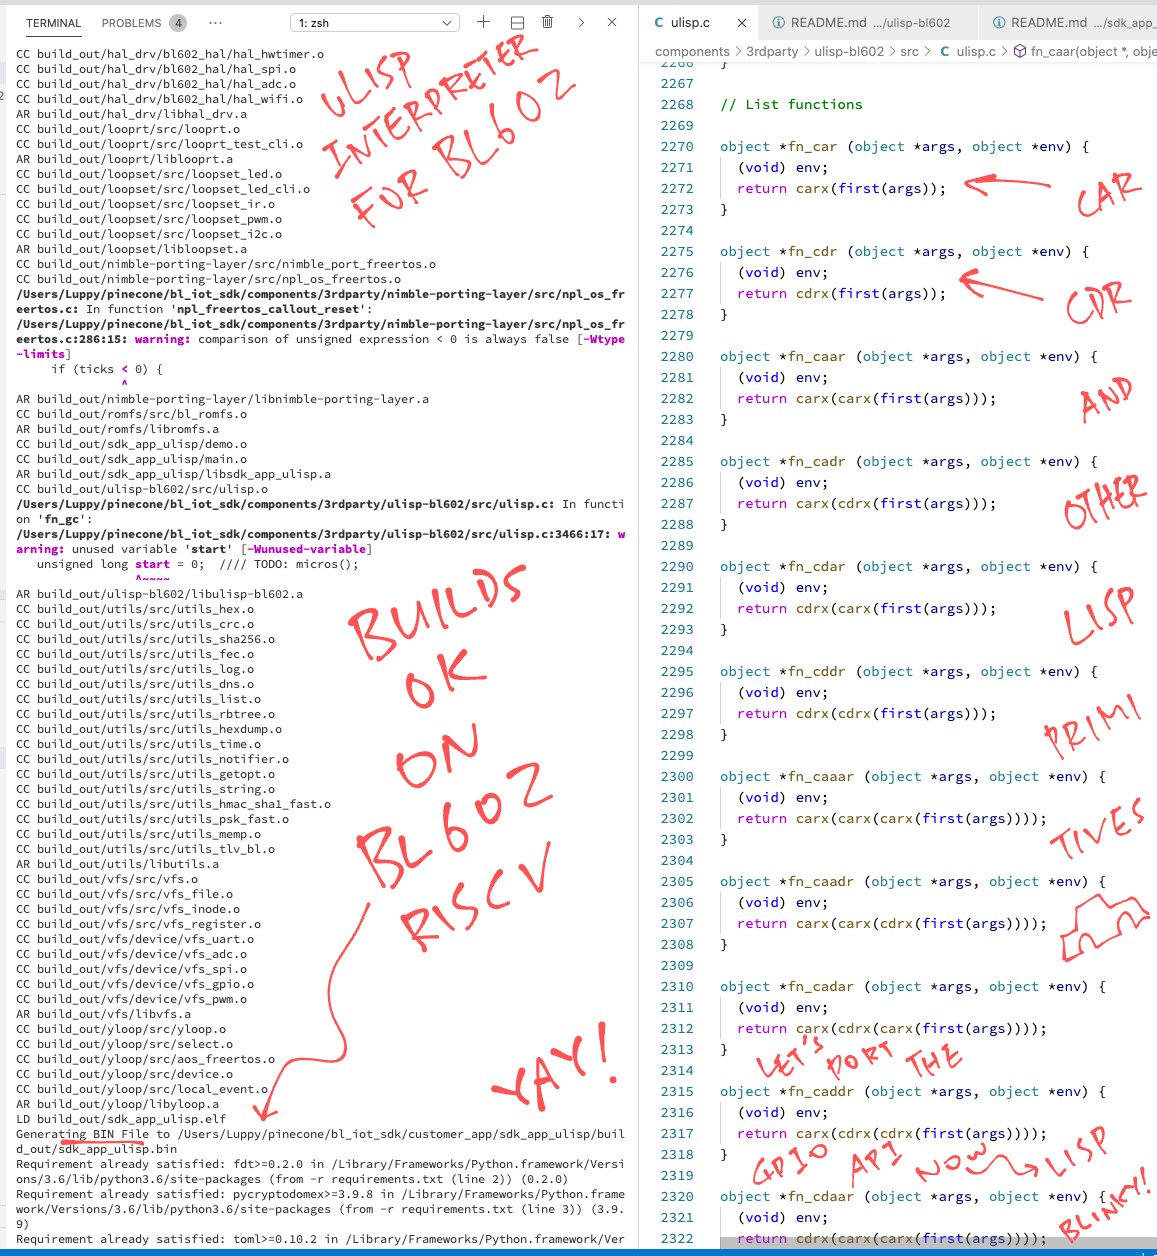 TERMINAL PROBLEMS 4 ··· 1: zsh
CC build_out/hal_drv/bl602_hal/hal_hwtimer.o
CC build_out/hal_drv/bl602_hal/hal_spi.o
CC build_out/hal_drv/bl602_hal/hal_adc.o
CC build_out/hal_drv/bl602_hal/hal_wifi.o
AR build_out/hal_drv/libhal_drv.a
CC build_out/looprt/src/looprt.o
CC build_out/looprt/src/looprt_test_cli.o
AR build_out/looprt/liblooprt.a
CC build_out/loopset/src/loopset_led.o
CC build_out/loopset/src/loopset_led_cli.o
CC build_out/loopset/src/loopset_ir.o
CC build_out/loopset/src/loopset_pwm.o
CC build_out/loopset/src/loopset_i2c.o
AR build_out/loopset/libloopset.a
CC build_out/nimble-porting-layer/src/nimble_port_freertos.o
CC build_out/nimble-porting-layer/src/npl_os_freertos.o
/Users/Luppy/pinecone/bl_iot_sdk/components/3rdparty/nimble-porting-layer/src/npl_os_fr
eertos.c: In function 'npl_freertos_callout_reset':
/Users/Luppy/pinecone/bl_iot_sdk/components/3rdparty/nimble-porting-layer/src/npl_os_fr
eertos.c:286:15: warning: comparison of unsigned expression < 0 is always false [-Wtype
-limits]
if (ticks < 0) {
^
AR build_out/nimble-porting-layer/libnimble-porting-layer.a
CC build_out/romfs/src/bl_romfs.o
AR build_out/romfs/libromfs.a
CC build_out/sdk_app_ulisp/demo.o
CC build_out/sdk_app_ulisp/main.o
AR build_out/sdk_app_ulisp/libsdk_app_ulisp.a
CC build_out/ulisp-bl602/src/ulisp.o
/Users/Luppy/pinecone/bl_iot_sdk/components/3rdparty/ulisp-bl602/src/ulisp.c: In functi
on 'fn_gc':
/Users/Luppy/pinecone/bl_iot_sdk/components/3rdparty/ulisp-bl602/src/ulisp.c:3466:17: w
arning: unused variable 'start' [-Wunused-variable]
unsigned long start = 0;  //// TODO: micros();
^~~~~
AR build_out/ulisp-bl602/libulisp-bl602.a
CC build_out/utils/src/utils_hex.o
CC build_out/utils/src/utils_crc.o
CC build_out/utils/src/utils_sha256.o
CC build_out/utils/src/utils_fec.o
CC build_out/utils/src/utils_log.o
CC build_out/utils/src/utils_dns.o
CC build_out/utils/src/utils_list.o
CC build_out/utils/src/utils_rbtree.o
CC build_out/utils/src/utils_hexdump.o
CC build_out/utils/src/utils_time.o
CC build_out/utils/src/utils_notifier.o
CC build_out/utils/src/utils_getopt.o
CC build_out/utils/src/utils_string.o
CC build_out/utils/src/utils_hmac_sha1_fast.o
CC build_out/utils/src/utils_psk_fast.o
CC build_out/utils/src/utils_memp.o
CC build_out/utils/src/utils_tlv_bl.o
AR build_out/utils/libutils.a
CC build_out/vfs/src/vfs.o
CC build_out/vfs/src/vfs_file.o
CC build_out/vfs/src/vfs_inode.o
CC build_out/vfs/src/vfs_register.o
CC build_out/vfs/device/vfs_uart.o
CC build_out/vfs/device/vfs_adc.o
CC build_out/vfs/device/vfs_spi.o
CC build_out/vfs/device/vfs_gpio.o
CC build_out/vfs/device/vfs_pwm.o
AR build_out/vfs/libvfs.a
CC build_out/yloop/src/yloop.o
CC build_out/yloop/src/select.o
CC build_out/yloop/src/aos_freertos.o
CC build_out/yloop/src/device.o
CC build_out/yloop/src/local_event.o
AR build_out/yloop/libyloop.a
LD build_out/sdk_app_ulisp.elf
Generating BIN File to /Users/Luppy/pinecone/bl_iot_sdk/customer_app/sdk_app_ulisp/buil
d_out/sdk_app_ulisp.bin
Requirement already satisfied: fdt>=0.2.0 in /Library/Frameworks/Python.framework/Versi
ons/3.6/lib/python3.6/site-packages (from -r requirements.txt (line 2)) (0.2.0)
Requirement already satisfied: pycryptodomex>=3.9.8 in /Library/Frameworks/Python.frame
work/Versions/3.6/lib/python3.6/site-packages (from -r requirements.txt (line 3)) (3.9.
9)
Requirement already satisfied: toml>=0.10.2 in /Library/Frameworks/Python.framework/Ver
ULISP
INTERPRETER
FOR BL602
BUILDS
OK
ON
BL602
RISCV
YAY!
C ulisp.c README.md .../ulisp-bl602 README.md .../sdk_app_
components > 3rdparty > ulisp-bl602 > src > C ulisp.c > fn_caar(object *, obje
2266 }
2267
2268 // List functions
2269
2270 object *fn_car (object *args, object *env) {
2271 (void) env;
2272 return carx(first(args));
2273 }
2274
2275 object *fn_cdr (object *args, object *env) {
2276 (void) env;
2277 return cdrx(first(args));
2278 }
2279
2280 object *fn_caar (object *args, object *env) {
2281 (void) env;
2282 return carx(carx(first(args)));
2283 }
2284
2285 object *fn_cadr (object *args, object *env) {
2286 (void) env;
2287 return carx(cdrx(first(args)));
2288 }
2289
2290 object *fn_cdar (object *args, object *env) {
2291 (void) env;
2292 return cdrx(carx(first(args)));
2293 }
2294
2295 object *fn_cddr (object *args, object *env) {
2296 (void) env;
2297 return cdrx(cdrx(first(args)));
2298 }
2299
2300 object *fn_caaar (object *args, object *env) {
2301 (void) env;
2302 return carx(carx(carx(first(args))));
2303 }
2304
2305 object *fn_caadr (object *args, object *env) {
2306 (void) env;
2307 return carx(carx(cdrx(first(args))));
2308 }
2309
2310 object *fn_cadar (object *args, object *env) {
2311 (void) env;
2312 return carx(cdrx(carx(first(args))));
2313 }
2314
2315 object *fn_caddr (object *args, object *env) {
2316 (void) env;
2317 return carx(cdrx(cdrx(first(args))));
2318 }
2319
2320 object *fn_cdaar (object *args, object *env) {
2321 (void) env;
2322 return cdrx(carx(carx(first(args))));
CAR
CDR
AND
OTHER
LISP
PRIMI
TIVES
LET'S PORT THE
GPIO API NOW LISP
BLINKY!